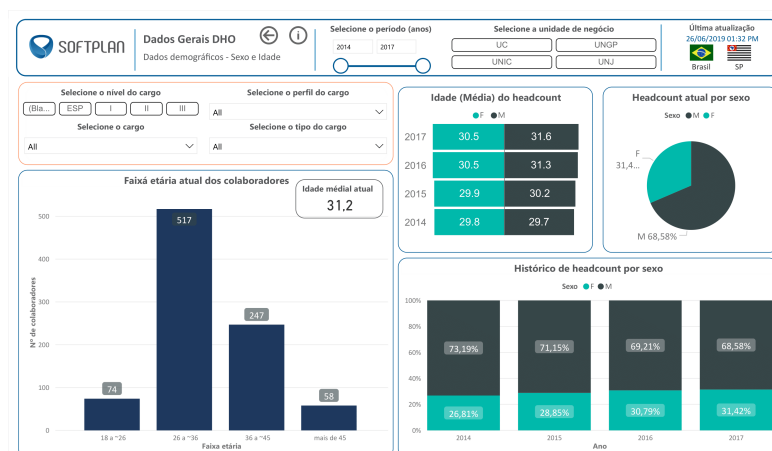 SOFTPLAN
Dados Gerais DHO
Dados demográficos - Sexo e Idade
Selecione o período (anos)
2014
2017
Selecione a unidade de negócio
UC
UNGP
UNIC
UNJ
Última atualização
26/06/2019 01:32 PM
Brasil
SP
Selecione o nível do cargo
(Bla...
ESP
I
II
III
Selecione o perfil do cargo
All
Selecione o cargo
All
Selecione o tipo do cargo
All
Idade (Média) do headcount
F M
2017 30.5 31.6
2016 30.5 31.3
2015 29.9 30.2
2014 29.8 29.7
Headcount atual por sexo
Sexo M F
F
31,4...
M 68,58%
Faixá etária atual dos colaboradores
Idade médial atual
31,2
Nº de colaboradores
500
400
300
200
100
0
74
517
247
58
18 a ~26
26 a ~36
36 a ~45
mais de 45
Faixa etária
Histórico de headcount por sexo
Sexo F M
100%
80%
60%
40%
20%
0%
73,19%
71,15%
69,21%
68,58%
26,81%
28,85%
30,79%
31,42%
2014
2015
2016
2017
Ano